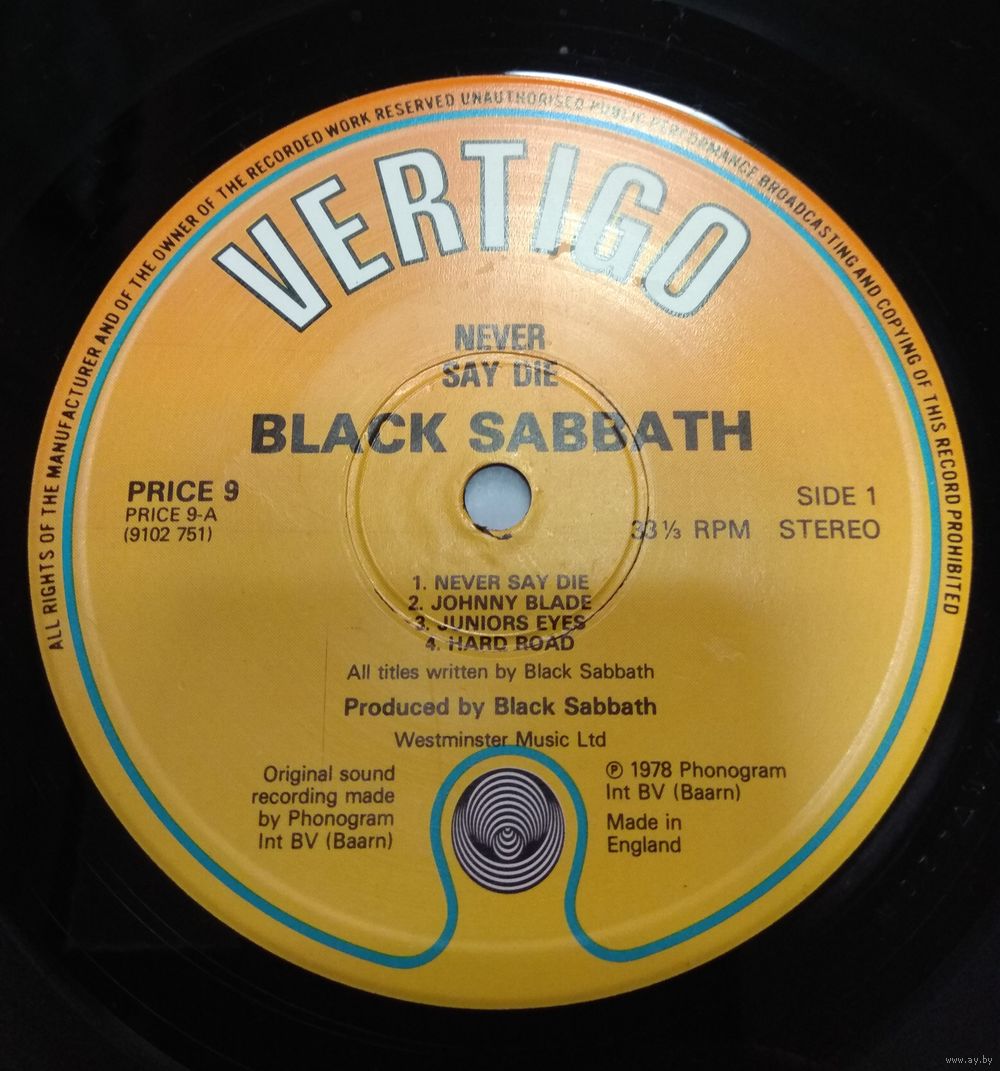 ALL RIGHTS OF THE MANUFACTURER AND OF THE OWNER OF THE RECORDED WORK RESERVED UNAUTHORISED PUBLIC PERFORMANCE BROADCASTING AND COPYING OF THIS RECORD PROHIBITED
VERTIGO
NEVER
SAY DIE
BLACK SABBATH
PRICE 9
PRICE 9-A
(9102 751)
SIDE 1
33⅓ RPM STEREO
1. NEVER SAY DIE
2. JOHNNY BLADE
3. JUNIORS EYES
4. HARD ROAD
All titles written by Black Sabbath
Produced by Black Sabbath
Westminster Music Ltd
Original sound
recording made
by Phonogram
Int BV (Baarn)
℗ 1978 Phonogram
Int BV (Baarn)
Made in
England
www.ay.by